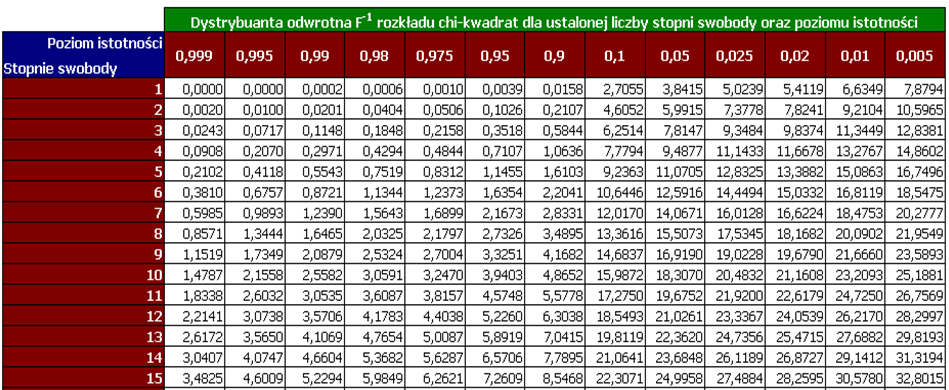 Dystrybuanta odwrotna F-1 rozkładu chi-kwadrat dla ustalonej liczby stopni swobody oraz poziomu istotności
Poziom istotności
Stopnie swobody
0,999 0,995 0,99 0,98 0,975 0,95 0,9 0,1 0,05 0,025 0,02 0,01 0,005
1 0,0000 0,0000 0,0002 0,0006 0,0010 0,0039 0,0158 2,7055 3,8415 5,0239 5,4119 6,6349 7,8794
2 0,0020 0,0100 0,0201 0,0404 0,0506 0,1026 0,2107 4,6052 5,9915 7,3778 7,8241 9,2104 10,5965
3 0,0243 0,0717 0,1148 0,1848 0,2158 0,3518 0,5844 6,2514 7,8147 9,3484 9,8374 11,3449 12,8381
4 0,0908 0,2070 0,2971 0,4294 0,4844 0,7107 1,0636 7,7794 9,4877 11,1433 11,6678 13,2767 14,8602
5 0,2102 0,4118 0,5543 0,7519 0,8312 1,1455 1,6103 9,2363 11,0705 12,8325 13,3882 15,0863 16,7496
6 0,3810 0,6757 0,8721 1,1344 1,2373 1,6354 2,2041 10,6446 12,5916 14,4494 15,0332 16,8119 18,5475
7 0,5985 0,9893 1,2390 1,5643 1,6899 2,1673 2,8331 12,0170 14,0671 16,0128 16,6224 18,4753 20,2777
8 0,8571 1,3444 1,6465 2,0325 2,1797 2,7326 3,4895 13,3616 15,5073 17,5345 18,1682 20,0902 21,9549
9 1,1519 1,7349 2,0879 2,5324 2,7004 3,3251 4,1682 14,6837 16,9190 19,0228 19,6790 21,6660 23,5893
10 1,4787 2,1558 2,5582 3,0591 3,2470 3,9403 4,8652 15,9872 18,3070 20,4832 21,1608 23,2093 25,1881
11 1,8338 2,6032 3,0535 3,6087 3,8157 4,5748 5,5778 17,2750 19,6752 21,9200 22,6179 24,7250 26,7569
12 2,2141 3,0738 3,5706 4,1783 4,4038 5,2260 6,3038 18,5493 21,0261 23,3367 24,0539 26,2170 28,2997
13 2,6172 3,5650 4,1069 4,7654 5,0087 5,8919 7,0415 19,8119 22,3620 24,7356 25,4715 27,6882 29,8193
14 3,0407 4,0747 4,6604 5,3682 5,6287 6,5706 7,7895 21,0641 23,6848 26,1189 26,8727 29,1412 31,3194
15 3,4825 4,6009 5,2294 5,9849 6,2621 7,2609 8,5468 22,3071 24,9958 27,4884 28,2595 30,5780 32,8015